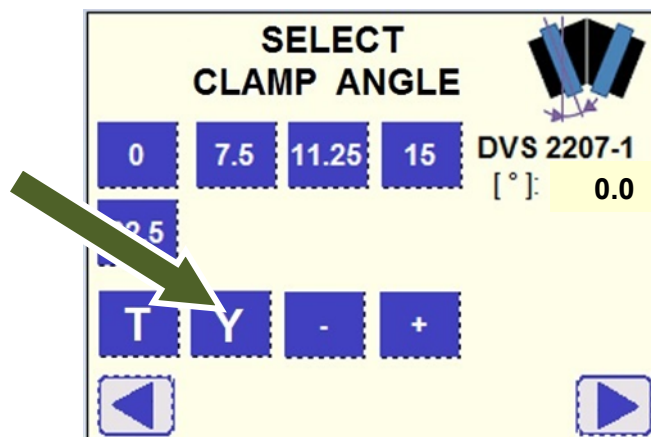 SELECT
CLAMP ANGLE
0 7.5 11.25 15 DVS 2207-1
[ ° ]: 0.0
T Y - +